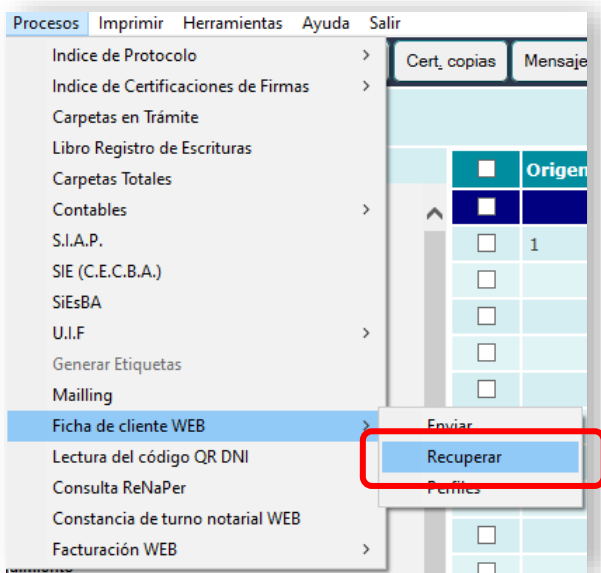 Procesos Imprimir Herramientas Ayuda Salir
Indice de Protocolo >
Cert. copias Mensaje
Indice de Certificaciones de Firmas >
Carpetas en Trámite
Libro Registro de Escrituras
Carpetas Totales
Origen
Contables >
S.I.A.P.
1
SIE (C.E.C.B.A.)
SiEsBA
U.I.F >
Generar Etiquetas
Mailling
Ficha de cliente WEB >
Enviar
Lectura del código QR DNI
Recuperar
Consulta ReNaPer
Perfiles
Constancia de turno notarial WEB
Facturación WEB >